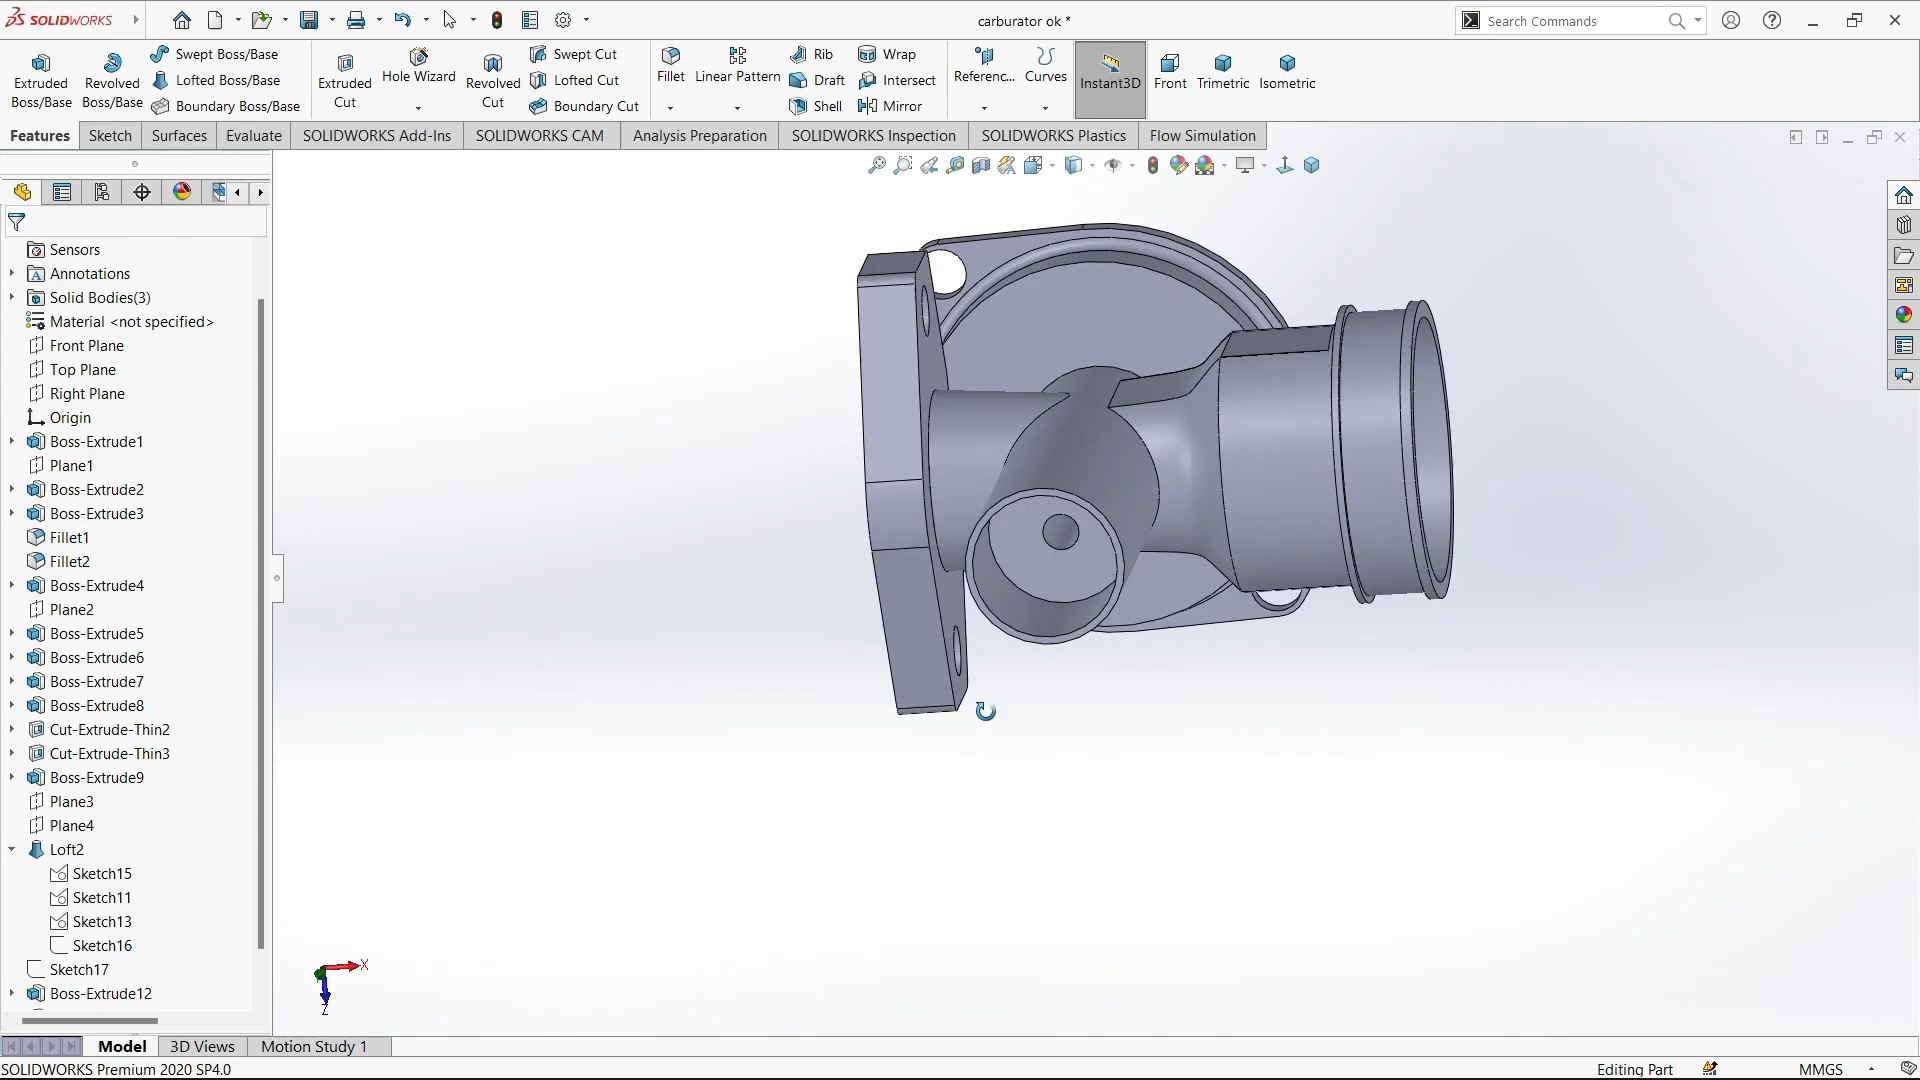 SOLIDWORKS
carburator ok *
Search Commands
Extruded Boss/Base
Revolved Boss/Base
Swept Boss/Base
Lofted Boss/Base
Boundary Boss/Base
Extruded Cut
Hole Wizard
Revolved Cut
Swept Cut
Lofted Cut
Boundary Cut
Fillet
Linear Pattern
Rib
Draft
Shell
Wrap
Intersect
Mirror
Referenc...
Curves
Instant3D
Front
Trimetric
Isometric
Features
Sketch
Surfaces
Evaluate
SOLIDWORKS Add-Ins
SOLIDWORKS CAM
Analysis Preparation
SOLIDWORKS Inspection
SOLIDWORKS Plastics
Flow Simulation
Sensors
Annotations
Solid Bodies(3)
Material <not specified>
Front Plane
Top Plane
Right Plane
Origin
Boss-Extrude1
Plane1
Boss-Extrude2
Boss-Extrude3
Fillet1
Fillet2
Boss-Extrude4
Plane2
Boss-Extrude5
Boss-Extrude6
Boss-Extrude7
Boss-Extrude8
Cut-Extrude-Thin2
Cut-Extrude-Thin3
Boss-Extrude9
Plane3
Plane4
Loft2
Sketch15
Sketch11
Sketch13
Sketch16
Sketch17
Boss-Extrude12
X
Z
Model
3D Views
Motion Study 1
SOLIDWORKS Premium 2020 SP4.0
Editing Part
MMGS